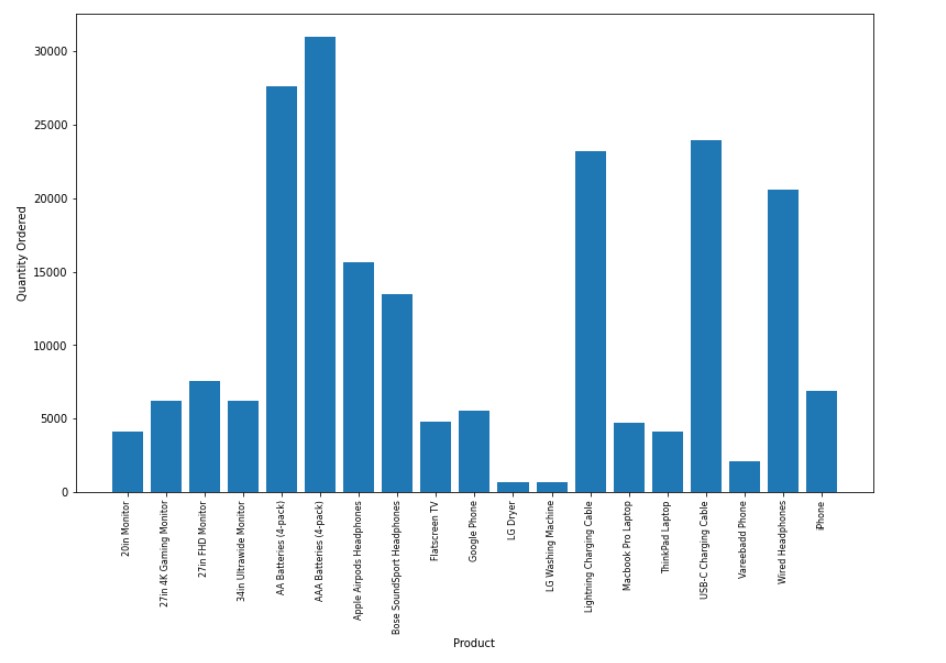 30000
25000
20000
15000
10000
5000
0
Quantity Ordered
20in Monitor
27in 4K Gaming Monitor
27in FHD Monitor
34in Ultrawide Monitor
AA Batteries (4-pack)
AAA Batteries (4-pack)
Apple Airpods Headphones
Bose SoundSport Headphones
Flatscreen TV
Google Phone
LG Dryer
LG Washing Machine
Lightning Charging Cable
Macbook Pro Laptop
ThinkPad Laptop
USB-C Charging Cable
Vareebadd Phone
Wired Headphones
iPhone
Product